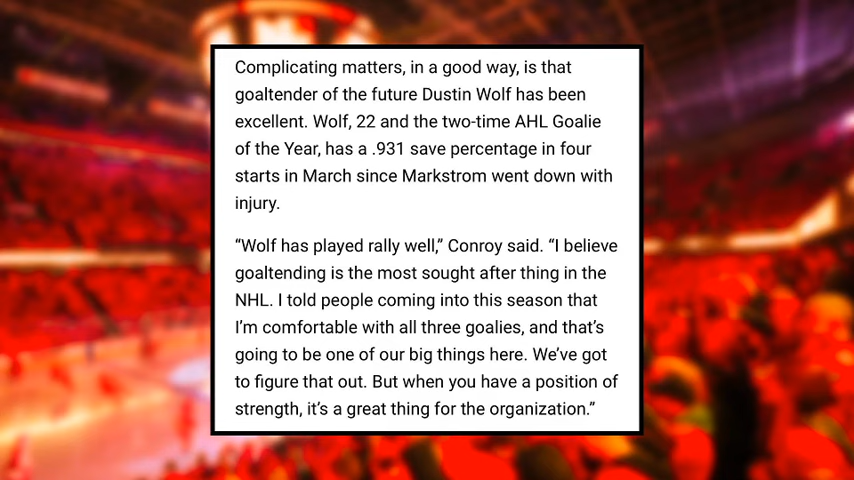 Complicating matters, in a good way, is that
goaltender of the future Dustin Wolf has been
excellent. Wolf, 22 and the two-time AHL Goalie
of the Year, has a .931 save percentage in four
starts in March since Markstrom went down with
injury.
“Wolf has played rally well,” Conroy said. “I believe
goaltending is the most sought after thing in the
NHL. I told people coming into this season that
I’m comfortable with all three goalies, and that’s
going to be one of our big things here. We’ve got
to figure that out. But when you have a position of
strength, it’s a great thing for the organization.”